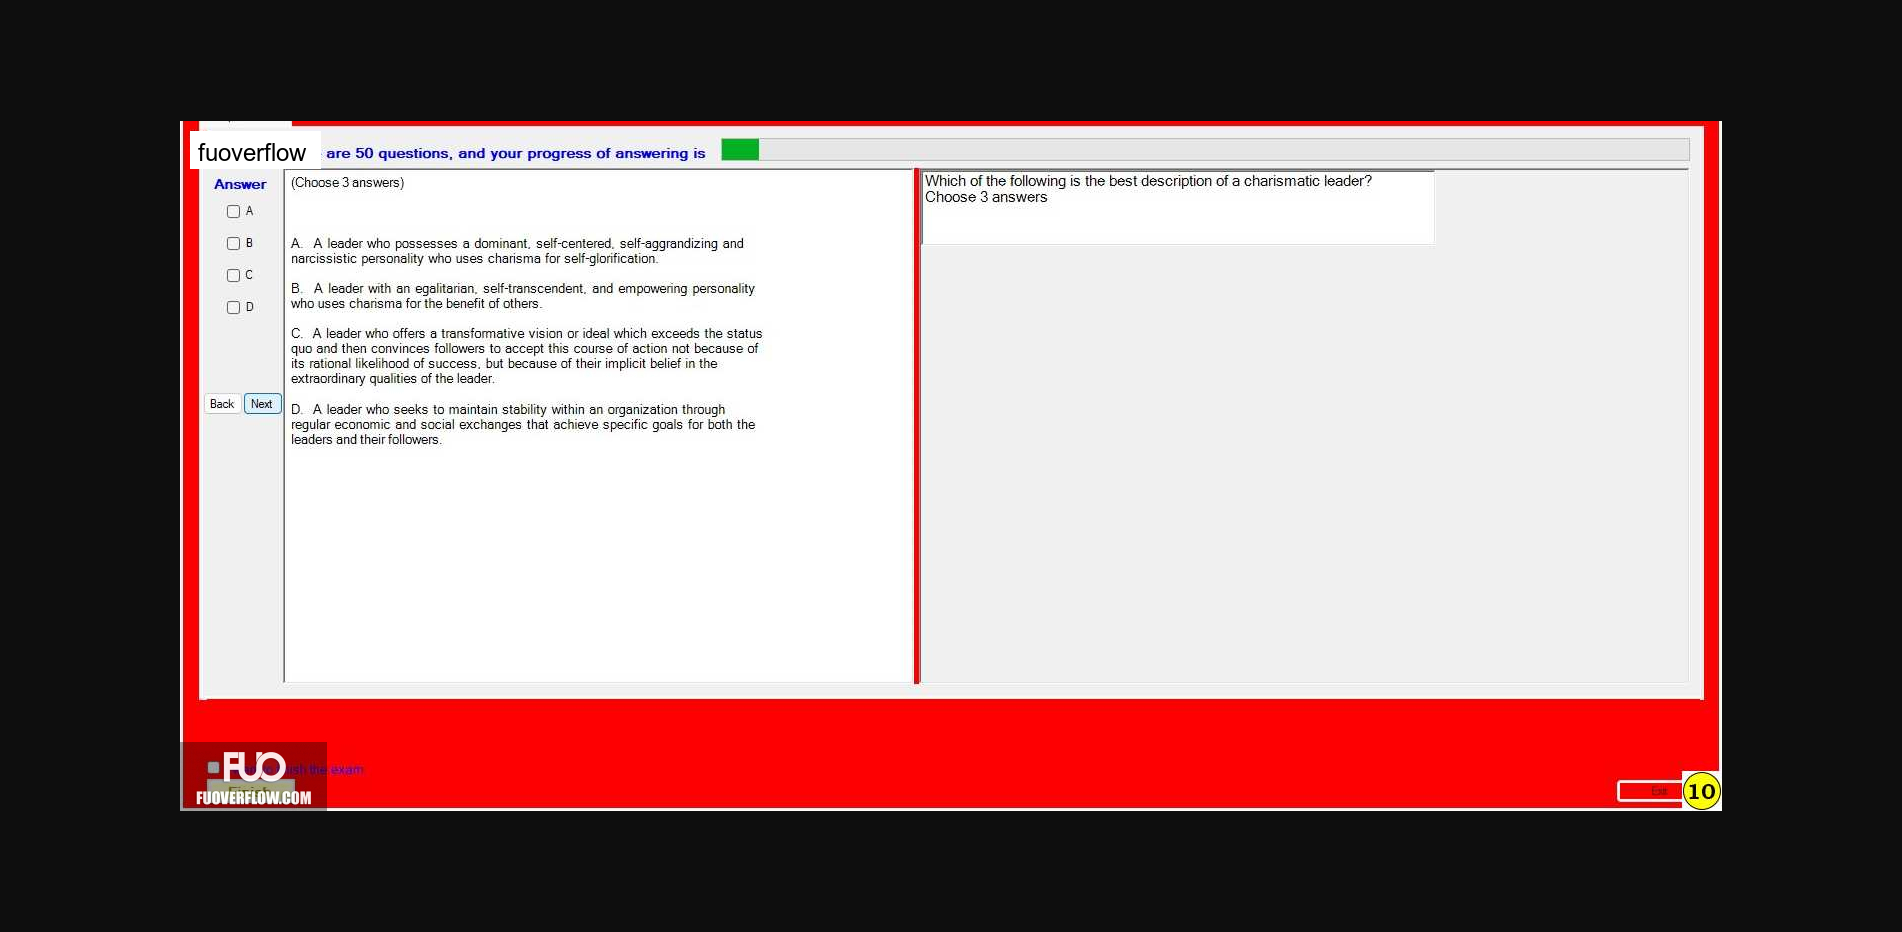 fuoverflow are 50 questions, and your progress of answering is
Answer
A
B
C
D
Back Next
(Choose 3 answers)
A. A leader who possesses a dominant, self-centered, self-aggrandizing and
narcissistic personality who uses charisma for self-glorification.
B. A leader with an egalitarian, self-transcendent, and empowering personality
who uses charisma for the benefit of others.
C. A leader who offers a transformative vision or ideal which exceeds the status
quo and then convinces followers to accept this course of action not because of
its rational likelihood of success, but because of their implicit belief in the
extraordinary qualities of the leader.
D. A leader who seeks to maintain stability within an organization through
regular economic and social exchanges that achieve specific goals for both the
leaders and their followers.
Which of the following is the best description of a charismatic leader?
Choose 3 answers
the exam
FUO
Finish
FUOVERFLOW.COM
Exit
10